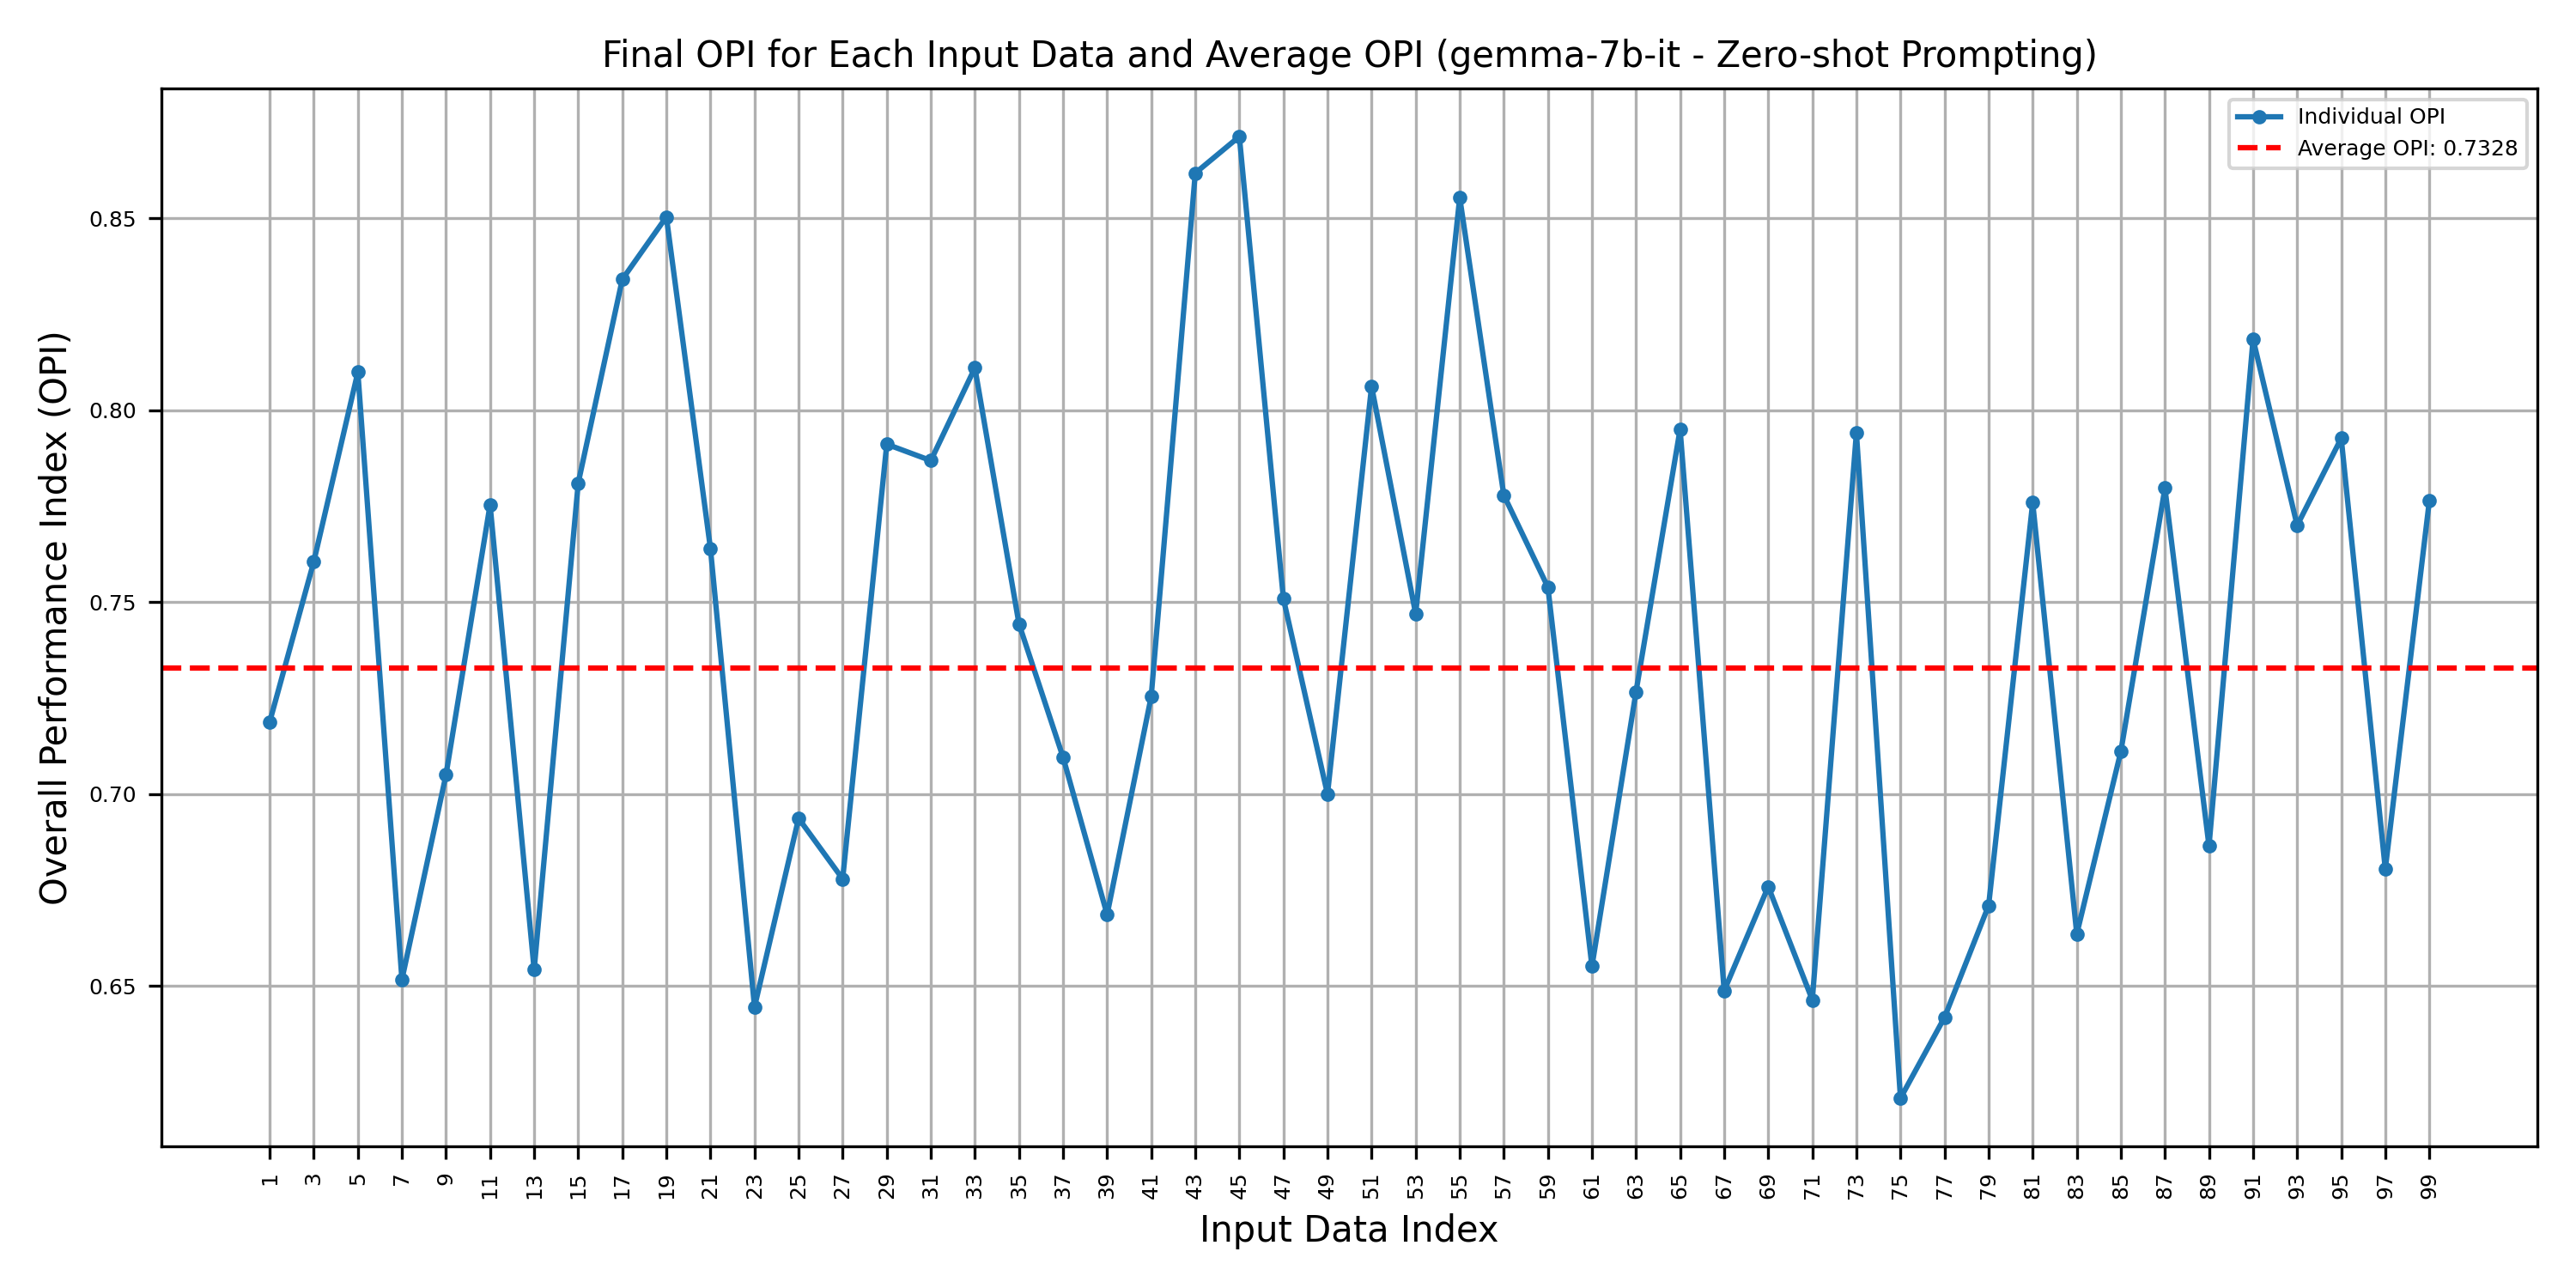 Final OPI for Each Input Data and Average OPI (gemma-7b-it - Zero-shot Prompting)
Individual OPI
Average OPI: 0.7328
Overall Performance Index (OPI)
0.85
0.80
0.75
0.70
0.65
1 3 5 7 9 11 13 15 17 19 21 23 25 27 29 31 33 35 37 39 41 43 45 47 49 51 53 55 57 59 61 63 65 67 69 71 73 75 77 79 81 83 85 87 89 91 93 95 97 99
Input Data Index